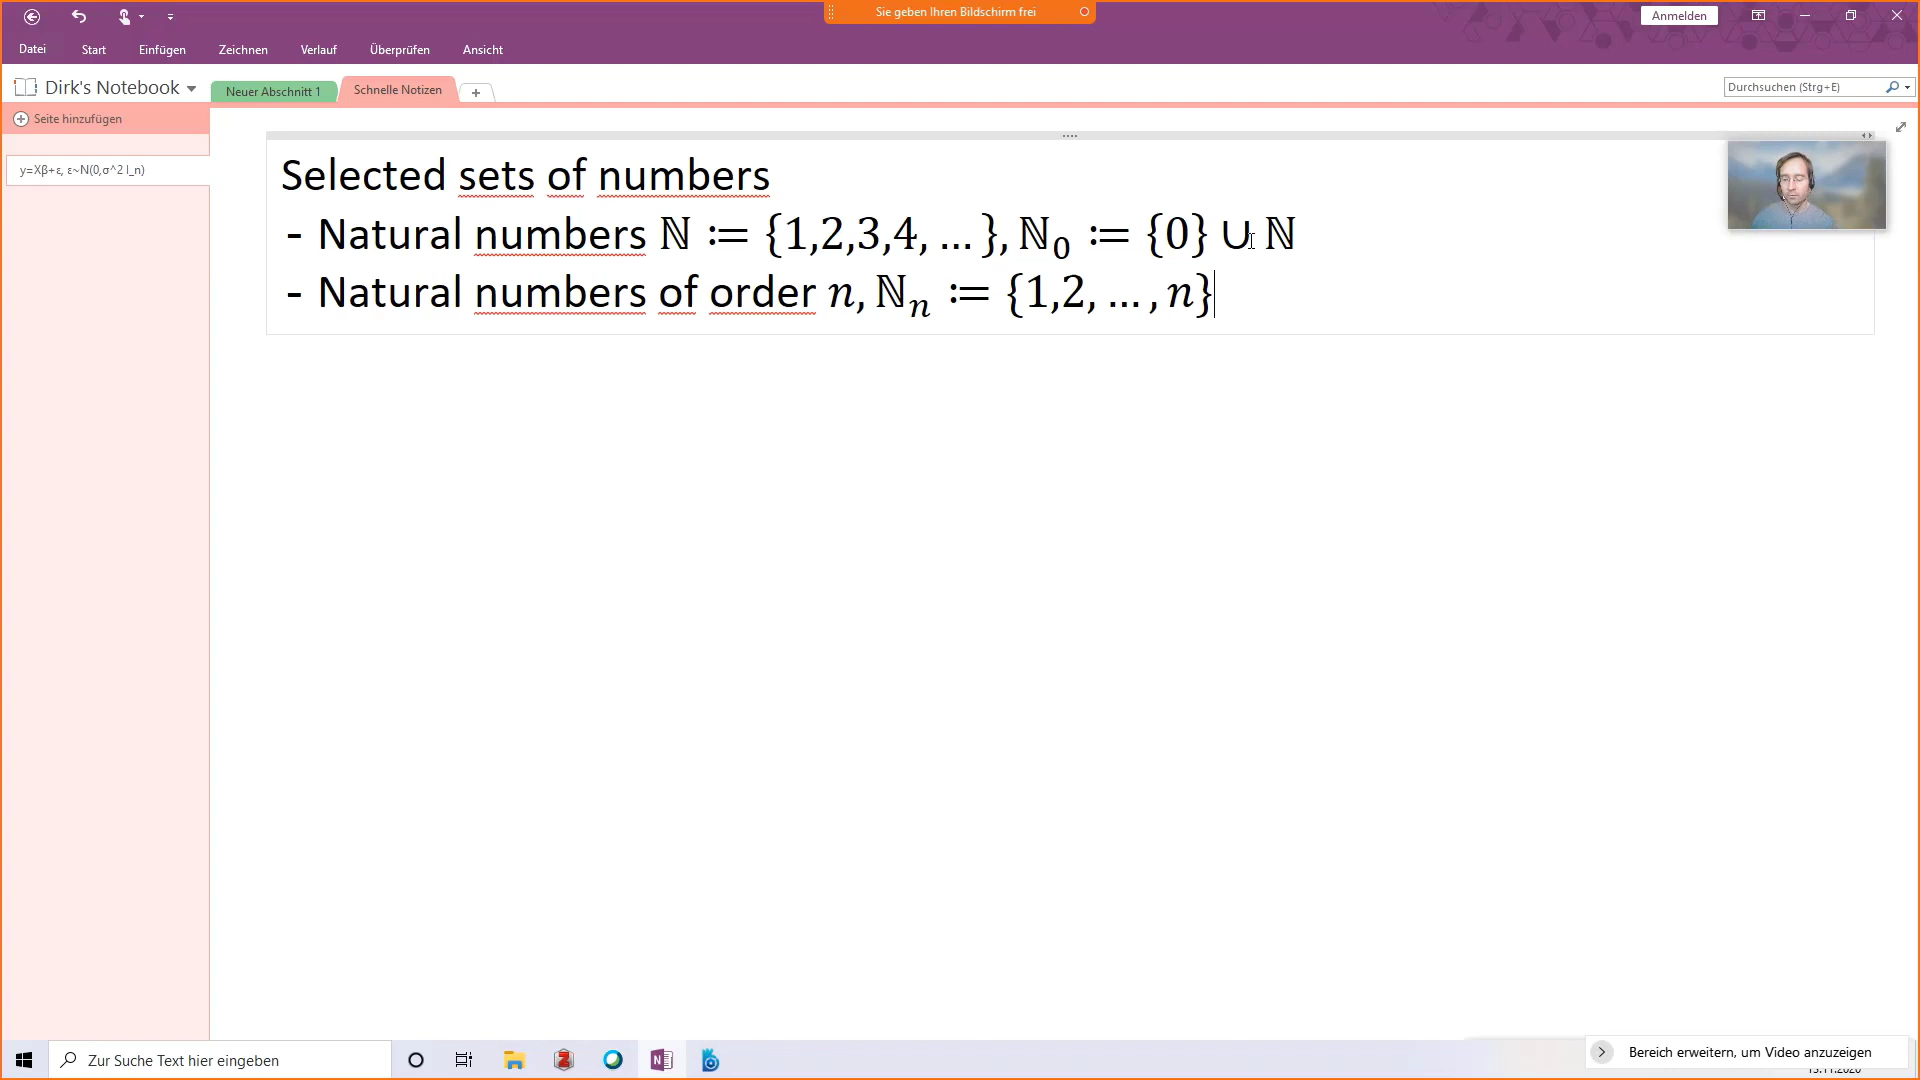 Sie geben Ihren Bildschirm frei
Anmelden
Datei Start Einfügen Zeichnen Verlauf Überprüfen Ansicht
Dirk's Notebook Neuer Abschnitt 1 Schnelle Notizen Durchsuchen (Strg+E)
Seite hinzufügen
y=Xβ+ε, ε~N(0,σ^2 I_n)
Selected sets of numbers
- Natural numbers ℕ ≔ {1,2,3,4, … }, ℕ₀ ≔ {0} ∪ ℕ
- Natural numbers of order n, ℕₙ ≔ {1,2, … , n}
Zur Suche Text hier eingeben
Bereich erweitern, um Video anzuzeigen